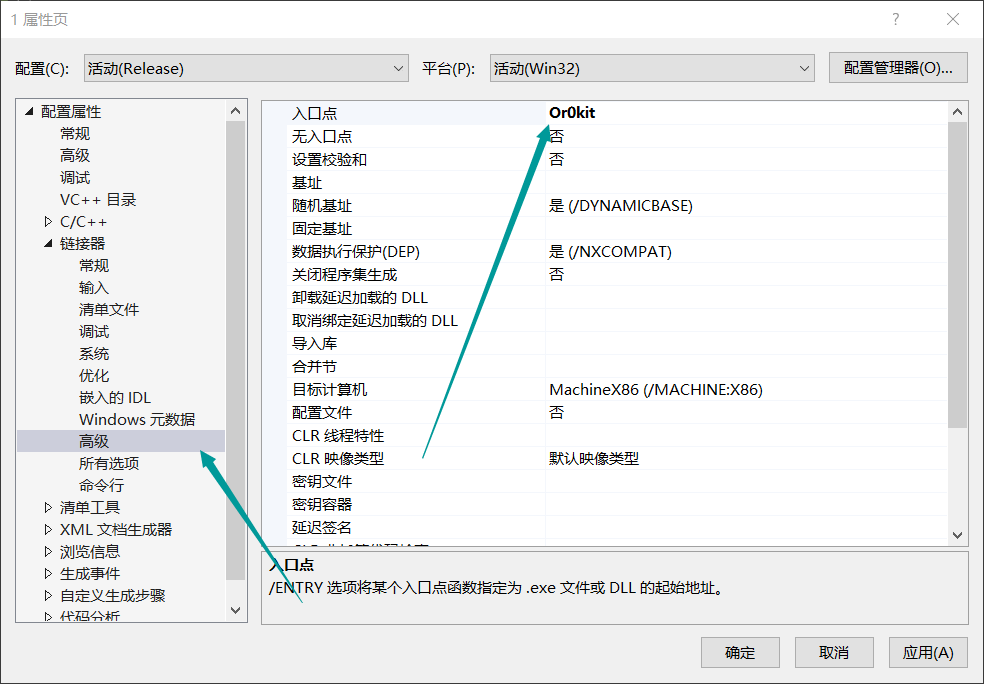 1 属性页
配置(C): 活动(Release) 平台(P): 活动(Win32) 配置管理器(O)...
配置属性
常规
高级
调试
VC++ 目录
C/C++
链接器
常规
输入
清单文件
调试
系统
优化
嵌入的 IDL
Windows 元数据
高级
所有选项
命令行
清单工具
XML 文档生成器
浏览信息
生成事件
自定义生成步骤
代码分析
入口点 Or0kit
无入口点 否
设置校验和 否
基址
随机基址 是 (/DYNAMICBASE)
固定基址
数据执行保护(DEP) 是 (/NXCOMPAT)
关闭程序集生成 否
卸载延迟加载的 DLL
取消绑定延迟加载的 DLL
导入库
合并节
目标计算机 MachineX86 (/MACHINE:X86)
配置文件 否
CLR 线程特性
CLR 映像类型 默认映像类型
密钥文件
密钥容器
延迟签名
入口点
/ENTRY 选项将某个入口点函数指定为 .exe 文件或 DLL 的起始地址。
确定 取消 应用(A)